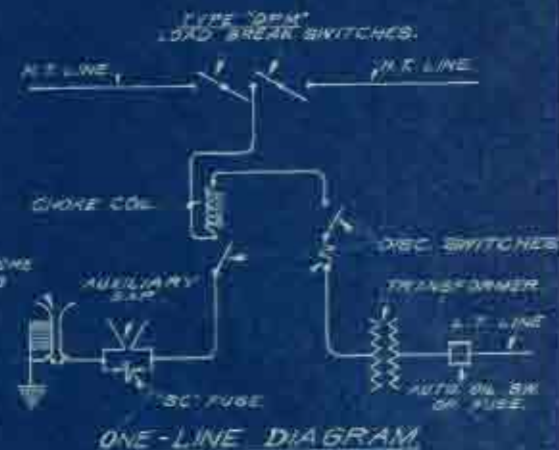 TYPE "OPM"
LOAD BREAK SWITCHES.
H.T. LINE
H.T. LINE
CHOKE COIL
DISC. SWITCHES
AUXILIARY
GAP
TRANSFORMER
L.T. LINE
"SC" FUSE
AUTO. OIL SW.
OR FUSE.
ONE-LINE DIAGRAM